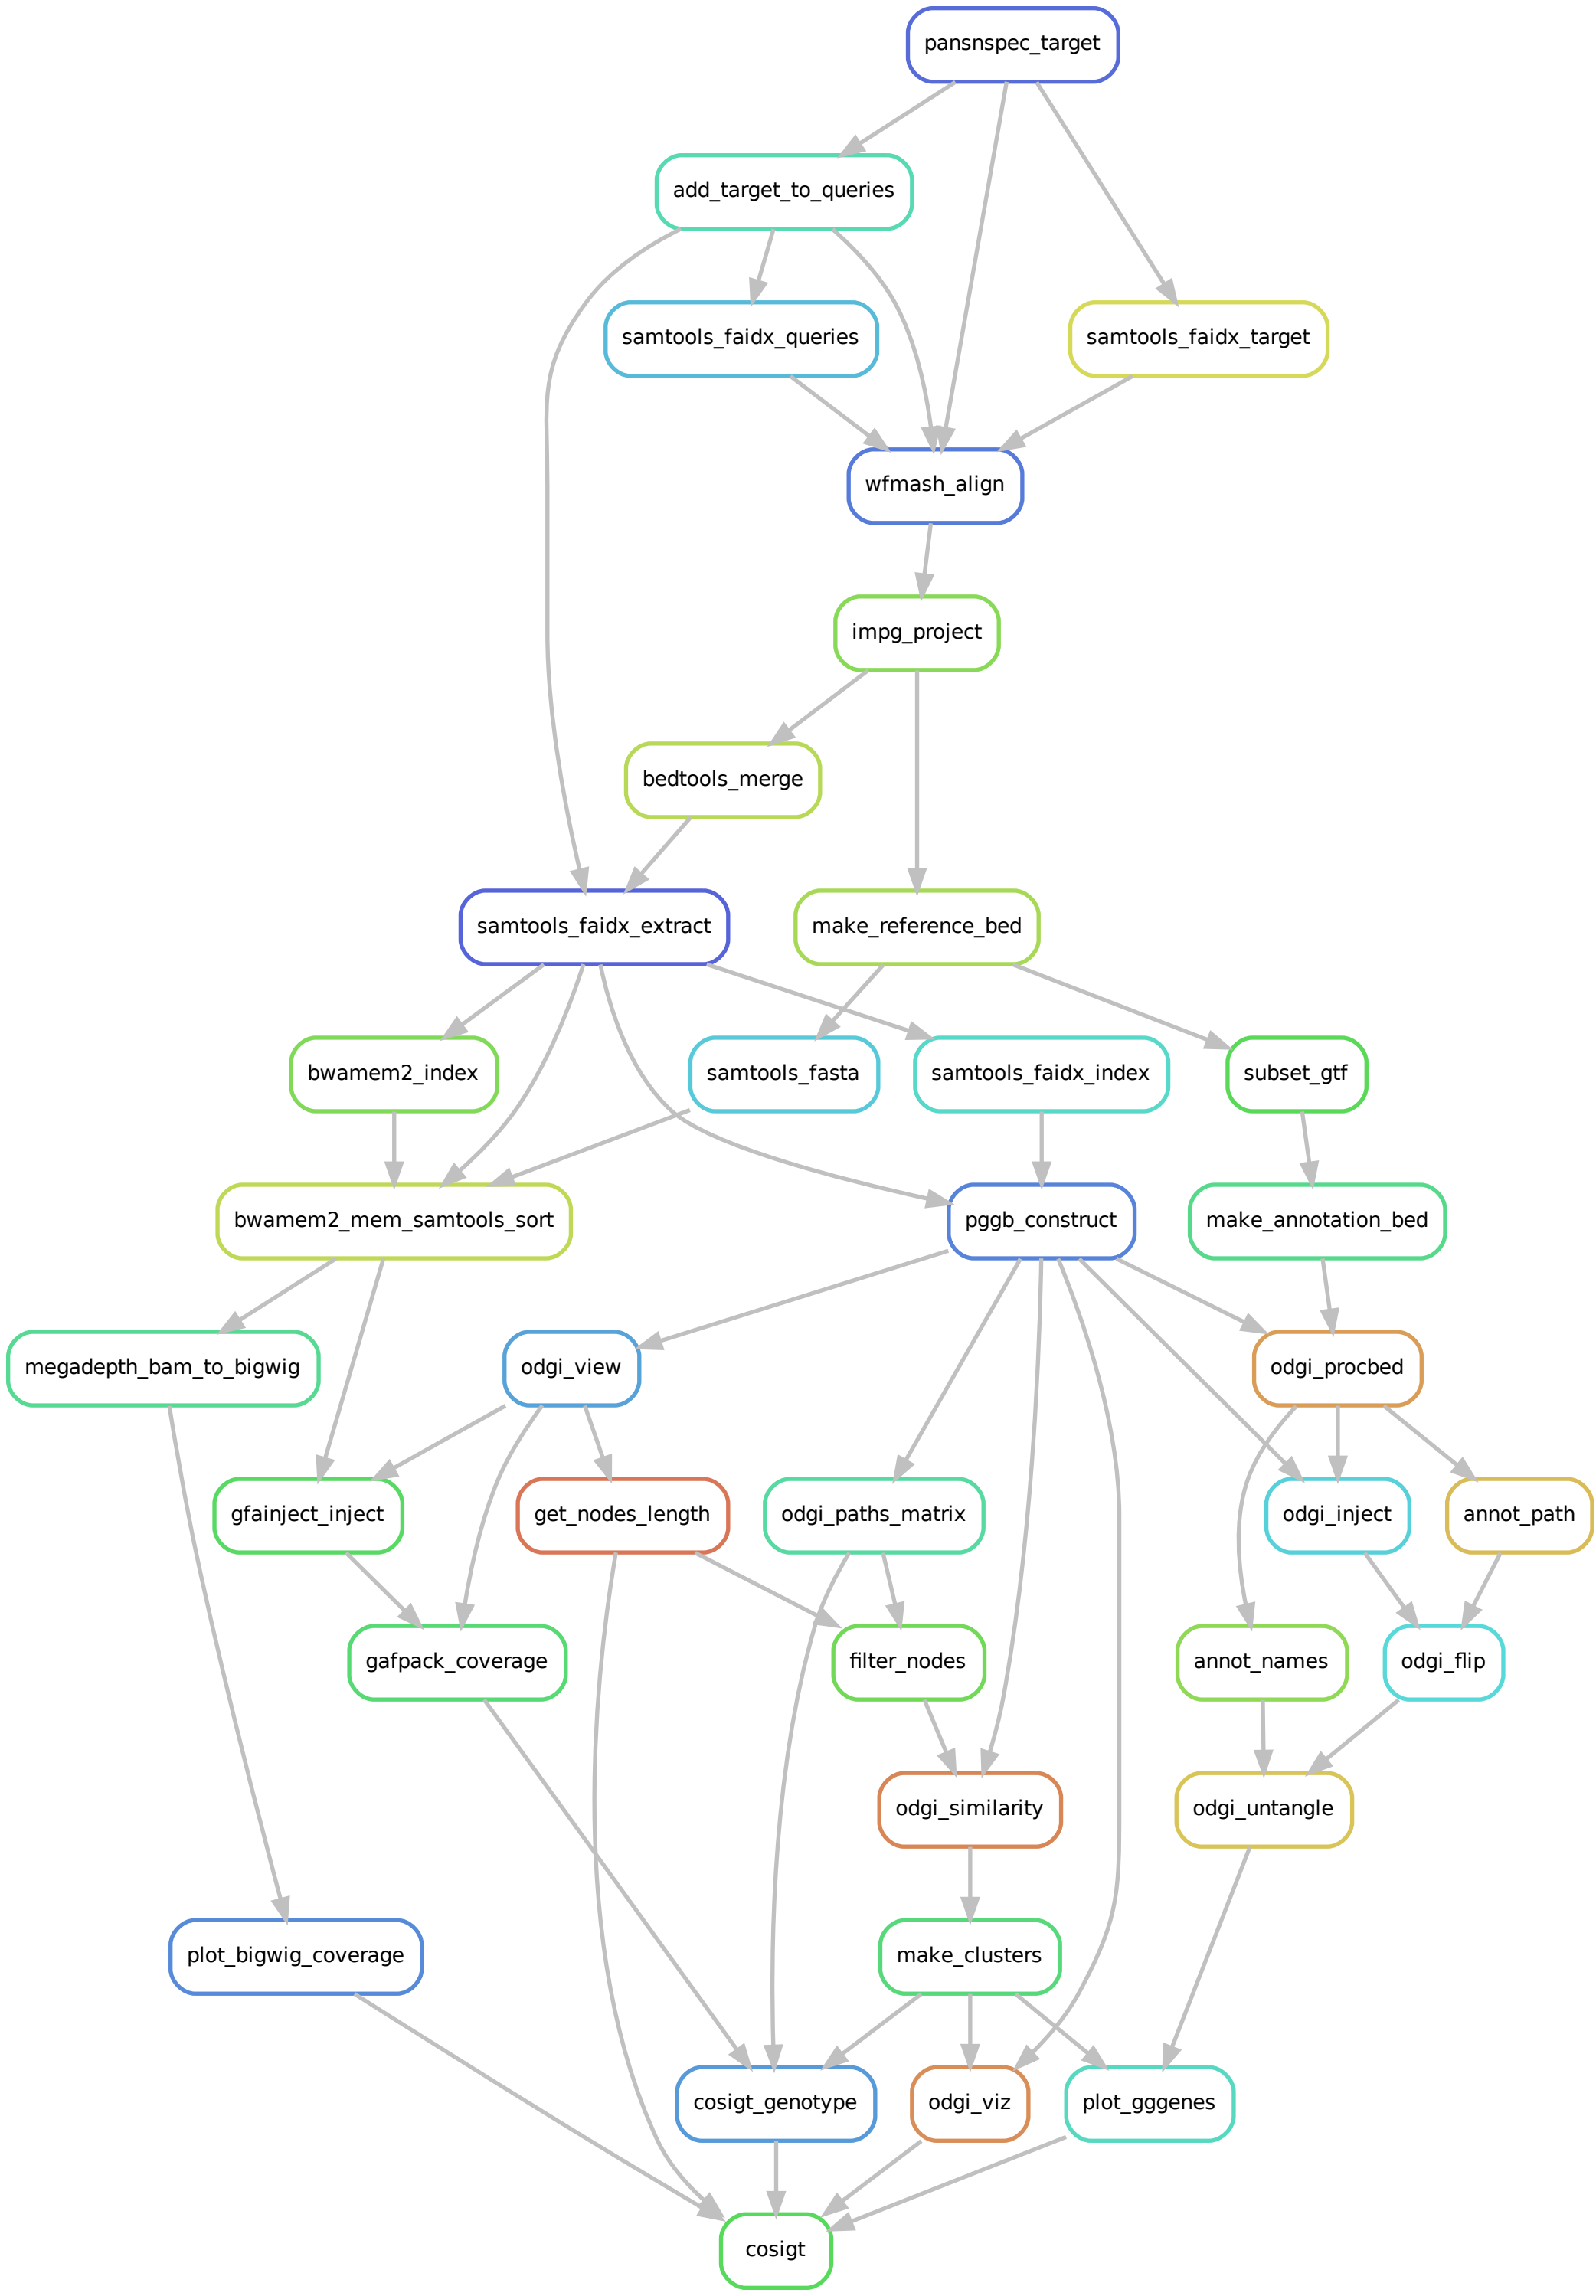 pansnspec_target
add_target_to_queries
samtools_faidx_queries
samtools_faidx_target
wfmash_align
impg_project
bedtools_merge
samtools_faidx_extract
make_reference_bed
bwamem2_index
samtools_fasta
samtools_faidx_index
subset_gtf
bwamem2_mem_samtools_sort
pggb_construct
make_annotation_bed
megadepth_bam_to_bigwig
odgi_view
odgi_procbed
gfainject_inject
get_nodes_length
odgi_paths_matrix
odgi_inject
annot_path
gafpack_coverage
filter_nodes
annot_names
odgi_flip
odgi_similarity
odgi_untangle
plot_bigwig_coverage
make_clusters
cosigt_genotype
odgi_viz
plot_gggenes
cosigt